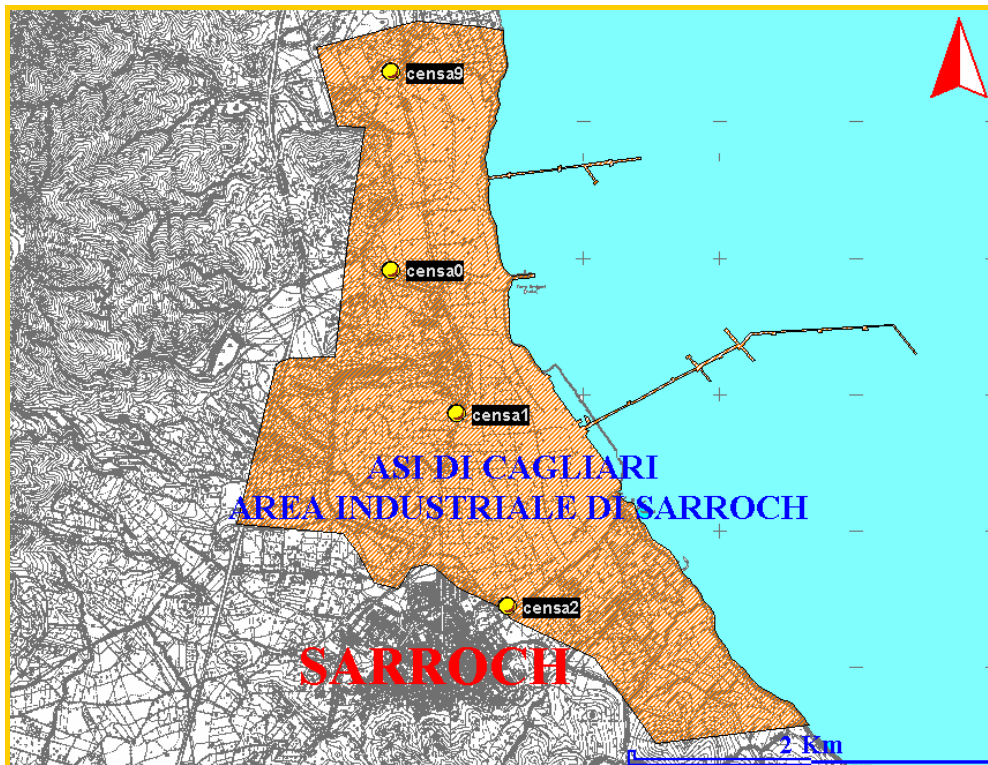 censa9
censa0
censa1
ASI DI CAGLIARI
AREA INDUSTRIALE DI SARROCH
censa2
SARROCH
2 Km